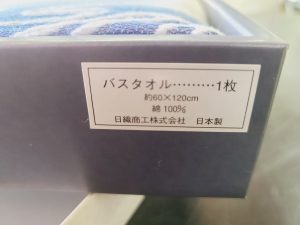 バスタオル………1枚
約60×120cm
綿 100%
日繊商工株式会社　日本製